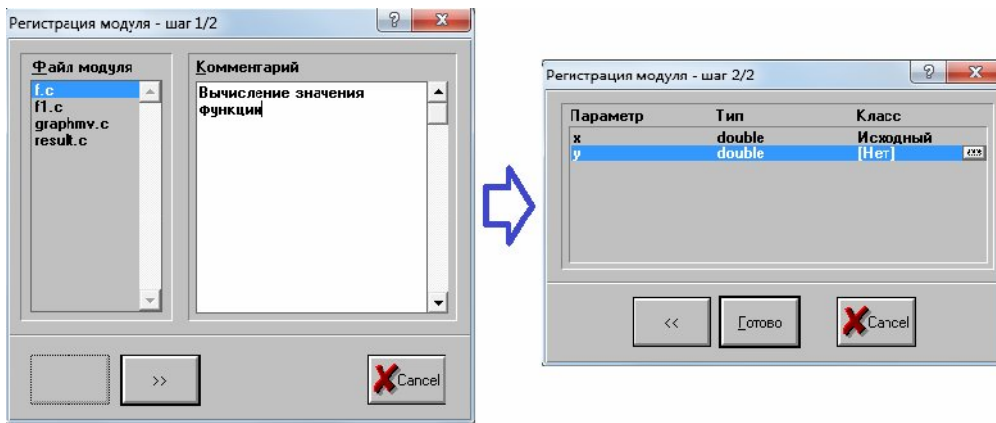 Регистрация модуля - шаг 1/2
Файл модуля
f.c
f1.c
graphmv.c
result.c
Комментарий
Вычисление значения
функции
>>
Cancel
Регистрация модуля - шаг 2/2
Параметр Тип Класс
x double Исходный
y double [Нет]
<<
Готово
Cancel